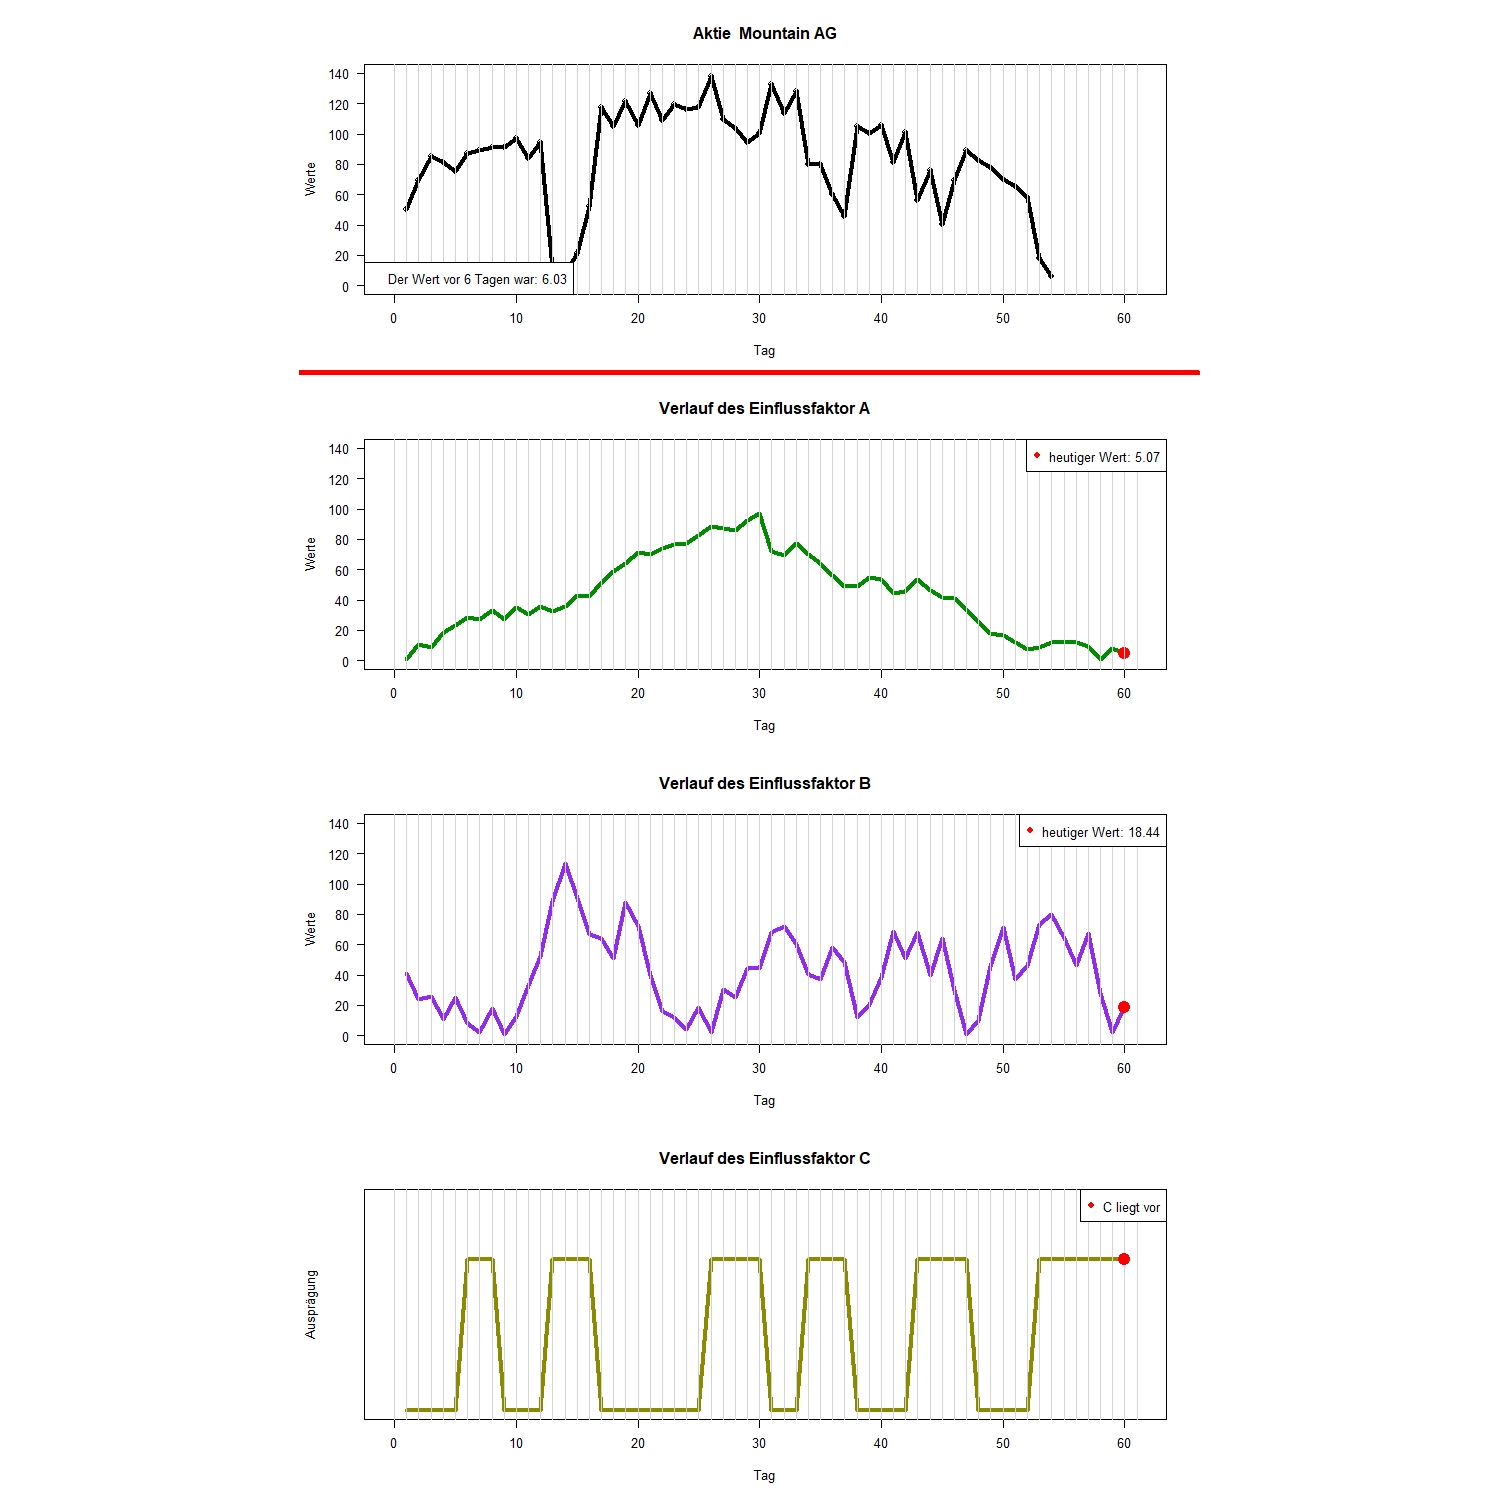 Aktie  Mountain AG
Werte
140
120
100
80
60
40
20
0
Der Wert vor 6 Tagen war: 6.03
0 10 20 30 40 50 60
Tag
Verlauf des Einflussfaktor A
Werte
140
120
100
80
60
40
20
0
heutiger Wert: 5.07
0 10 20 30 40 50 60
Tag
Verlauf des Einflussfaktor B
Werte
140
120
100
80
60
40
20
0
heutiger Wert: 18.44
0 10 20 30 40 50 60
Tag
Verlauf des Einflussfaktor C
Ausprägung
C liegt vor
0 10 20 30 40 50 60
Tag